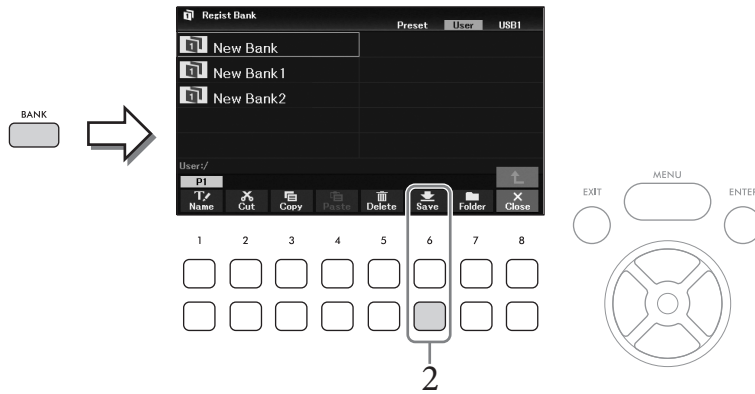 Regist Bank
Preset User USB1
New Bank
New Bank1
New Bank2
BANK
User:/
P1
Name Cut Copy Paste Delete Save Folder Close
EXIT MENU ENTER
1 2 3 4 5 6 7 8
2